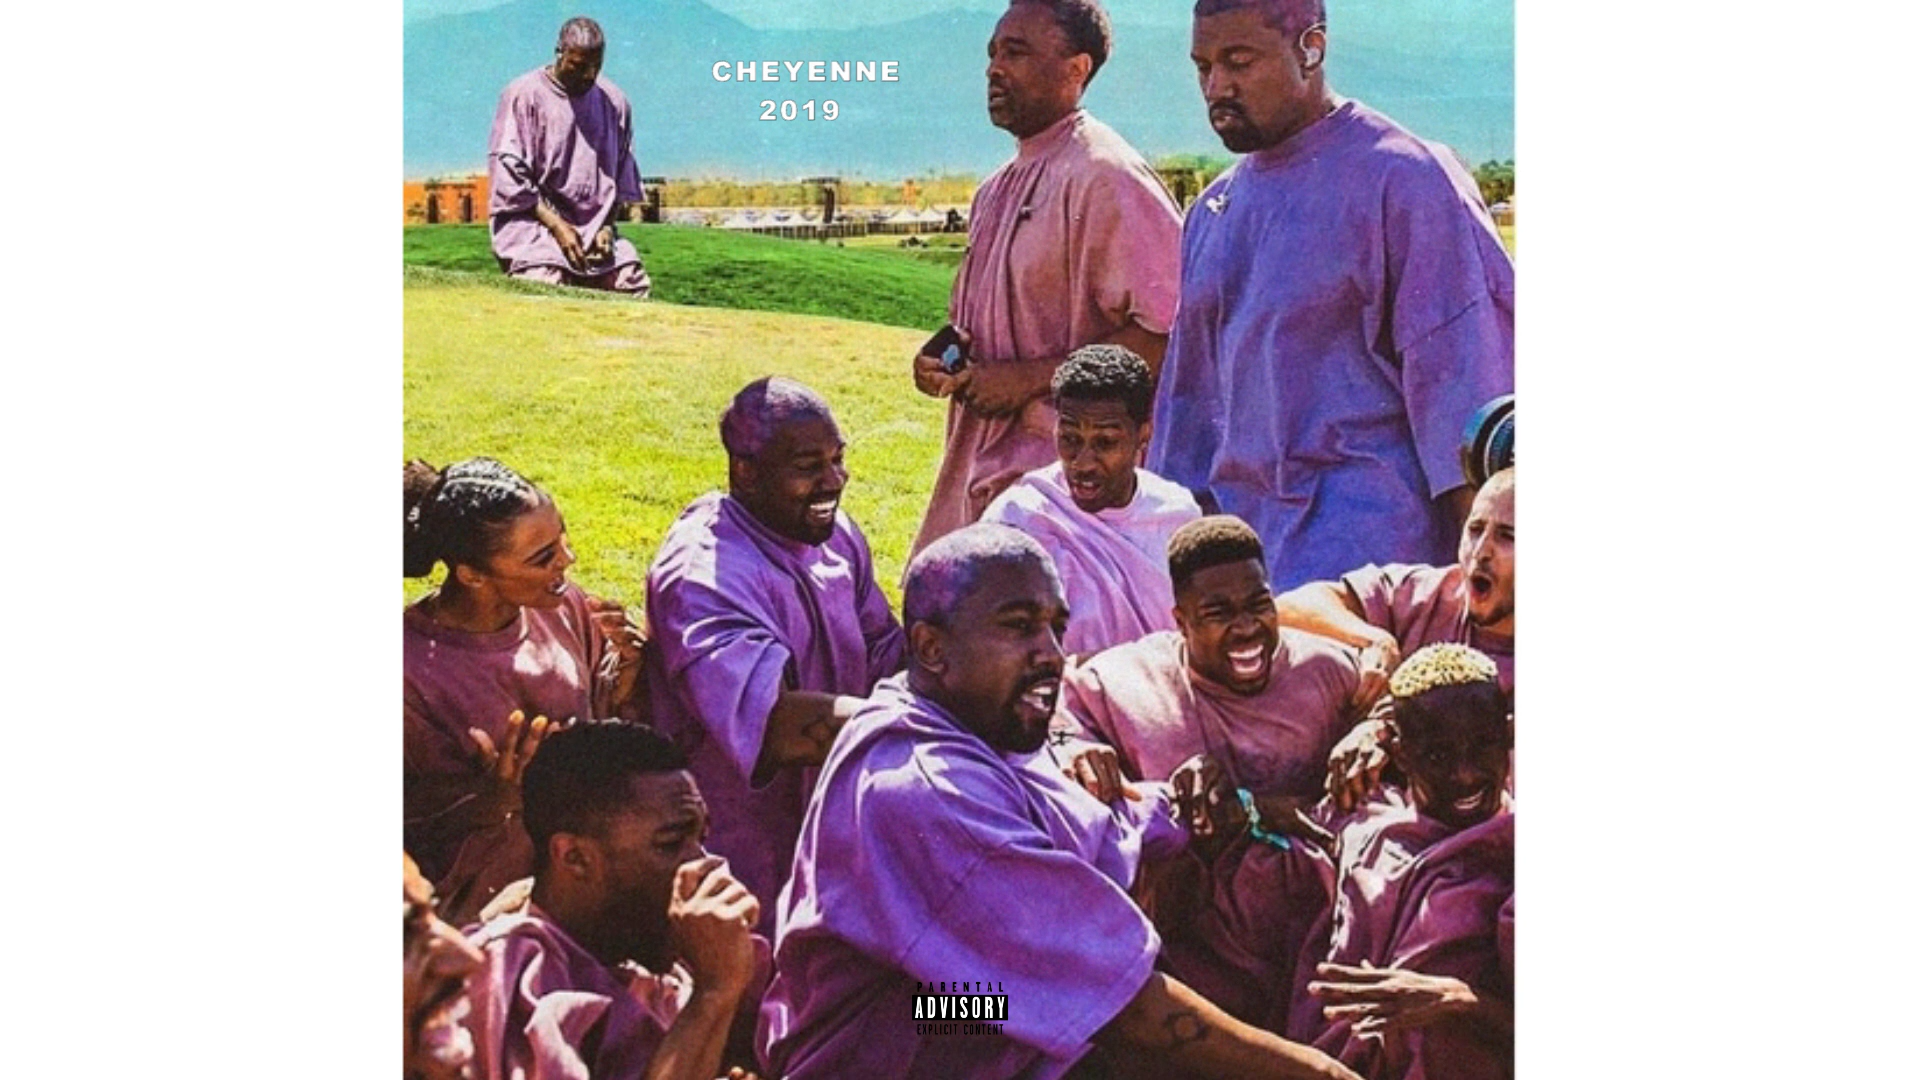 CHEYENNE
2019
PARENTAL
ADVISORY
EXPLICIT CONTENT